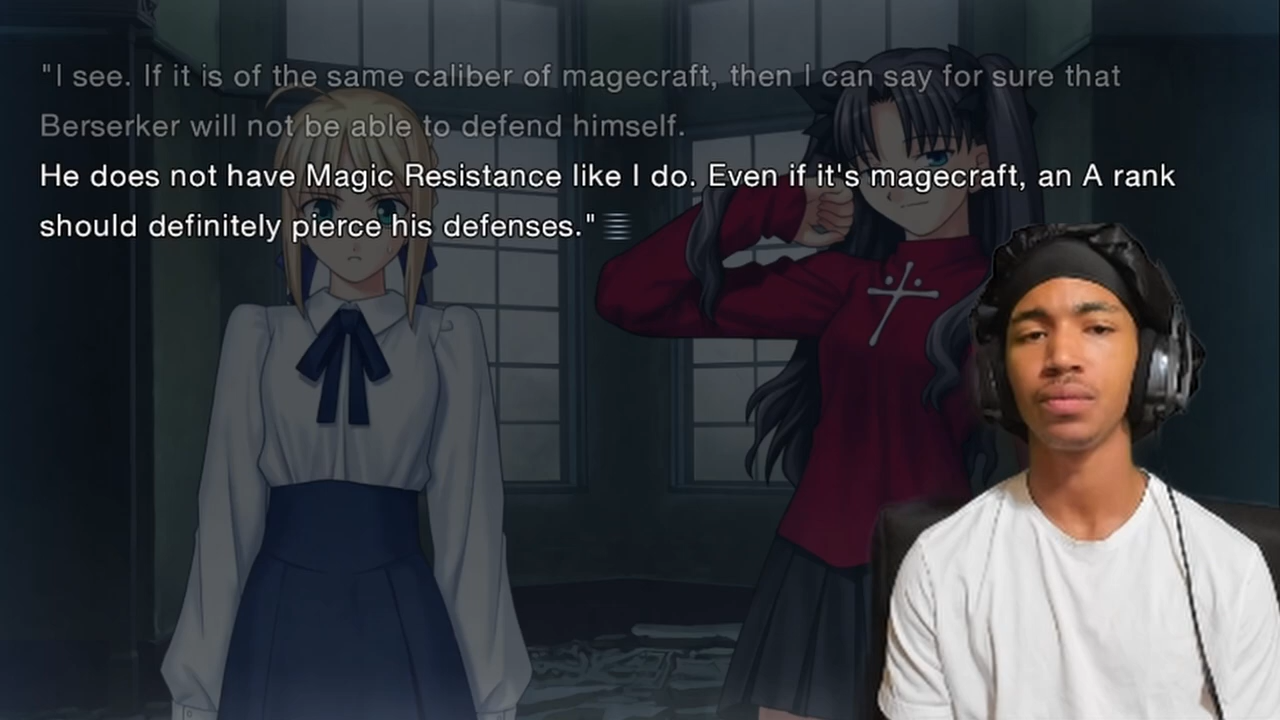 "I see. If it is of the same caliber of magecraft, then I can say for sure that
Berserker will not be able to defend himself.
He does not have Magic Resistance like I do. Even if it's magecraft, an A rank
should definitely pierce his defenses."